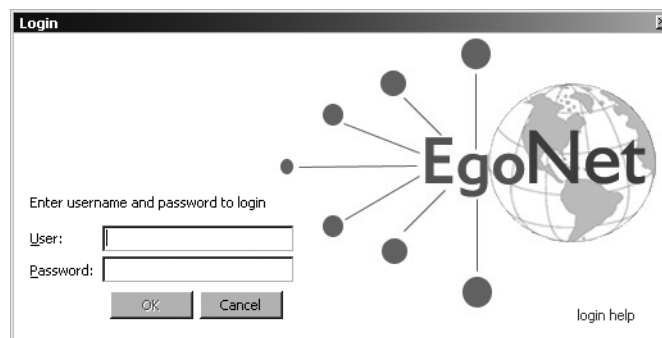 Login
EgoNet
Enter username and password to login
User:
Password:
OK Cancel
login help